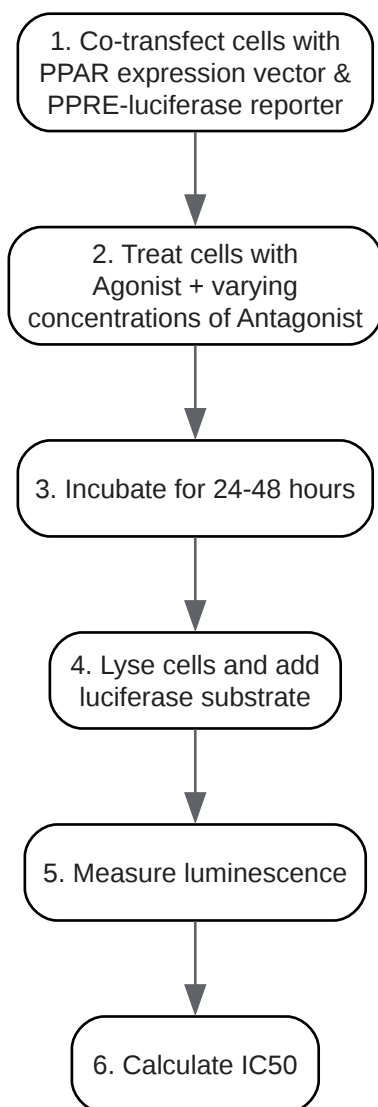 1. Co-transfect cells with
PPAR expression vector &
PPRE-luciferase reporter
2. Treat cells with
Agonist + varying
concentrations of Antagonist
3. Incubate for 24-48 hours
4. Lyse cells and add
luciferase substrate
5. Measure luminescence
6. Calculate IC50